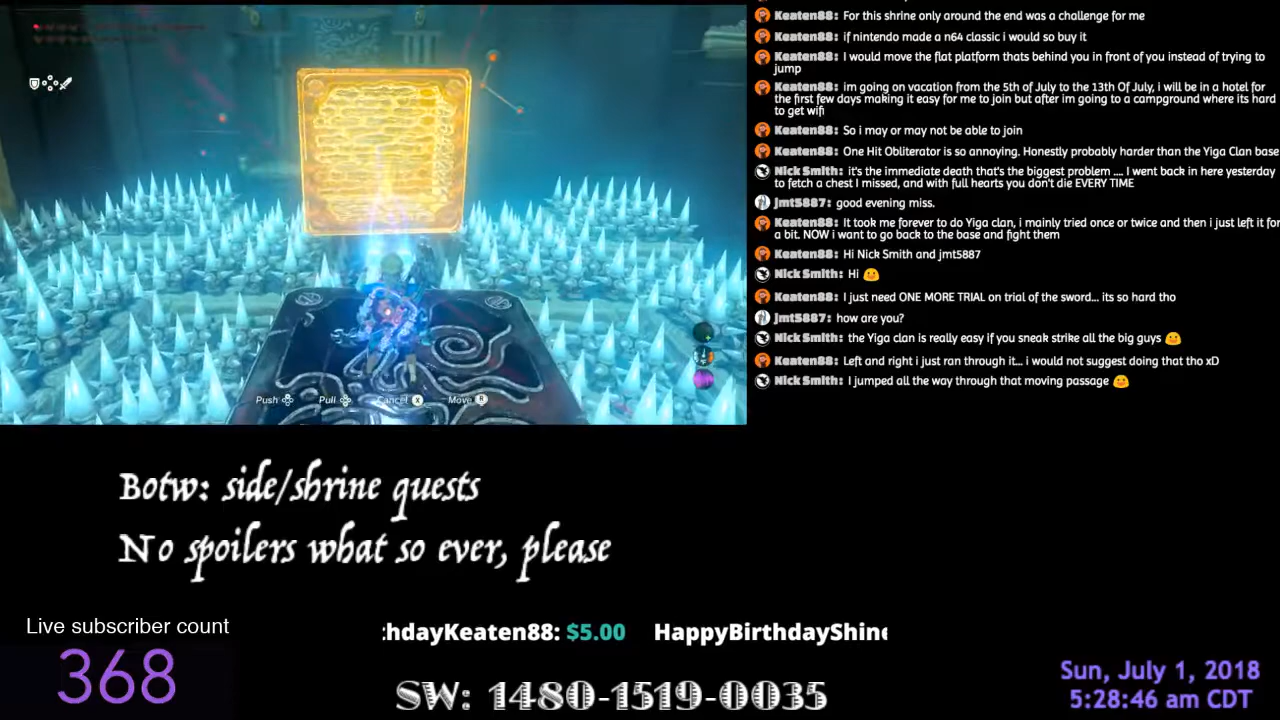 Keaten88: For this shrine only around the end was a challenge for me
Keaten88: if nintendo made a n64 classic i would so buy it
Keaten88: I would move the flat platform thats behind you in front of you instead of trying to
jump
Keaten88: im going on vacation from the 5th of July to the 13th Of July, i will be in a hotel for
the first few days making it easy for me to join but after im going to a campground where its hard
to get wifi
Keaten88: So i may or may not be able to join
Keaten88: One Hit Obliterator is so annoying. Honestly probably harder than the Yiga Clan base
Nick Smith: it's the immediate death that's the biggest problem .... I went back in here yesterday
to fetch a chest I missed, and with full hearts you don't die EVERY TIME
Jmt5887: good evening miss.
Keaten88: It took me forever to do Yiga clan, i mainly tried once or twice and then i just left it for
a bit. NOW i want to go back to the base and fight them
Keaten88: Hi Nick Smith and jmt5887
Nick Smith: Hi
Keaten88: I just need ONE MORE TRIAL on trial of the sword... its so hard tho
Jmt5887: how are you?
Nick Smith: the Yiga clan is really easy if you sneak strike all the big guys
Keaten88: Left and right i just ran through it... i would not suggest doing that tho xD
Nick Smith: I jumped all the way through that moving passage
Push Pull Cancel X Move R
Botw: side/shrine quests
No spoilers what so ever, please
Live subscriber count
368
:hdayKeaten88: $5.00 HappyBirthdayShine
SW: 1480-1519-0035
Sun, July 1, 2018
5:28:46 am CDT